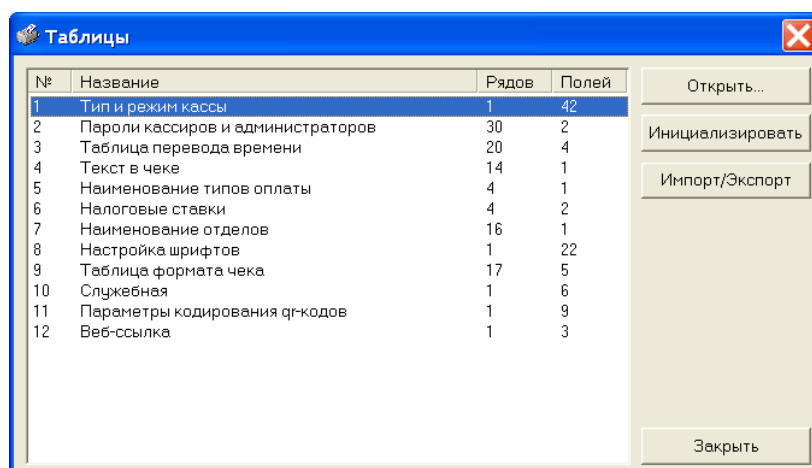 Таблицы
№ Название Рядов Полей
1 Тип и режим кассы 1 42
2 Пароли кассиров и администраторов 30 2
3 Таблица перевода времени 20 4
4 Текст в чеке 14 1
5 Наименование типов оплаты 4 1
6 Налоговые ставки 4 2
7 Наименование отделов 16 1
8 Настройка шрифтов 1 22
9 Таблица формата чека 17 5
10 Служебная 1 6
11 Параметры кодирования qr-кодов 1 9
12 Веб-ссылка 1 3
Открыть...
Инициализировать
Импорт/Экспорт
Закрыть